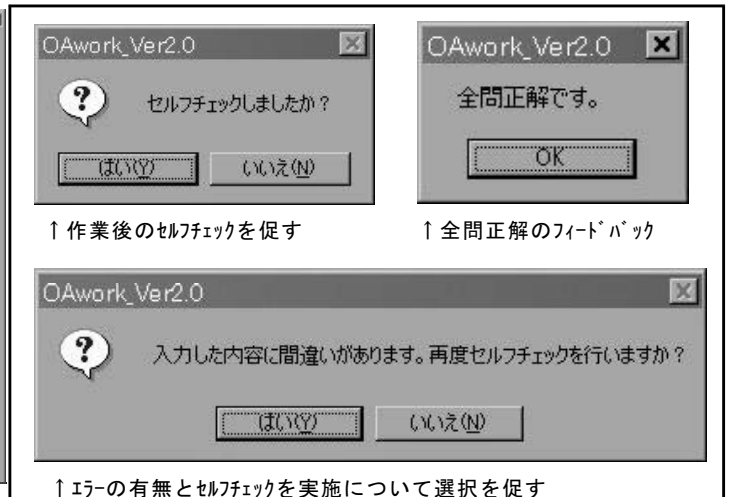 OAwork_Ver2.0
セルフチェックしましたか?
はい(Y)
いいえ(N)
↑作業後のｾﾙﾌﾁｪｯｸを促す
OAwork_Ver2.0
全問正解です。
OK
↑全問正解のﾌｨｰﾄﾞﾊﾞｯｸ
OAwork_Ver2.0
入力した内容に間違いがあります。再度セルフチェックを行いますか?
はい(Y)
いいえ(N)
↑ｴﾗｰの有無とｾﾙﾌﾁｪｯｸを実施について選択を促す